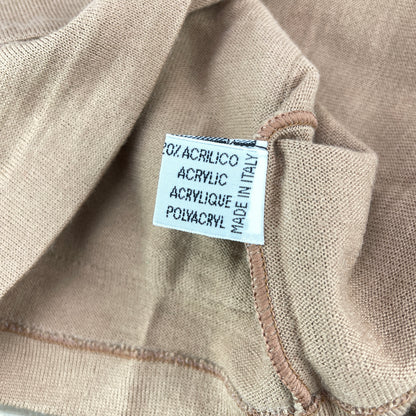 20% ACRILICO
ACRYLIC
ACRYLIQUE
POLYACRYL
MADE IN ITALY